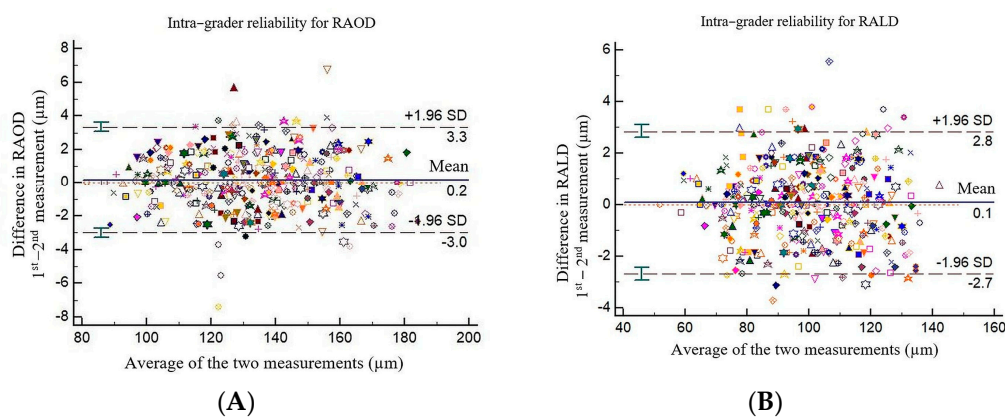 Intra−grader reliability for RAOD
Difference in RAOD
1st−2nd measurement (µm)
8
6
4
2
0
-2
-4
-6
-8
+1.96 SD
3.3
Mean
0.2
-1.96 SD
-3.0
80 100 120 140 160 180 200
Average of the two measurements (µm)
(A)
Intra−grader reliability for RALD
Difference in RALD
1st−2nd measurement (µm)
6
4
2
0
-2
-4
+1.96 SD
2.8
Mean
0.1
-1.96 SD
-2.7
40 60 80 100 120 140 160
Average of the two measurements (µm)
(B)